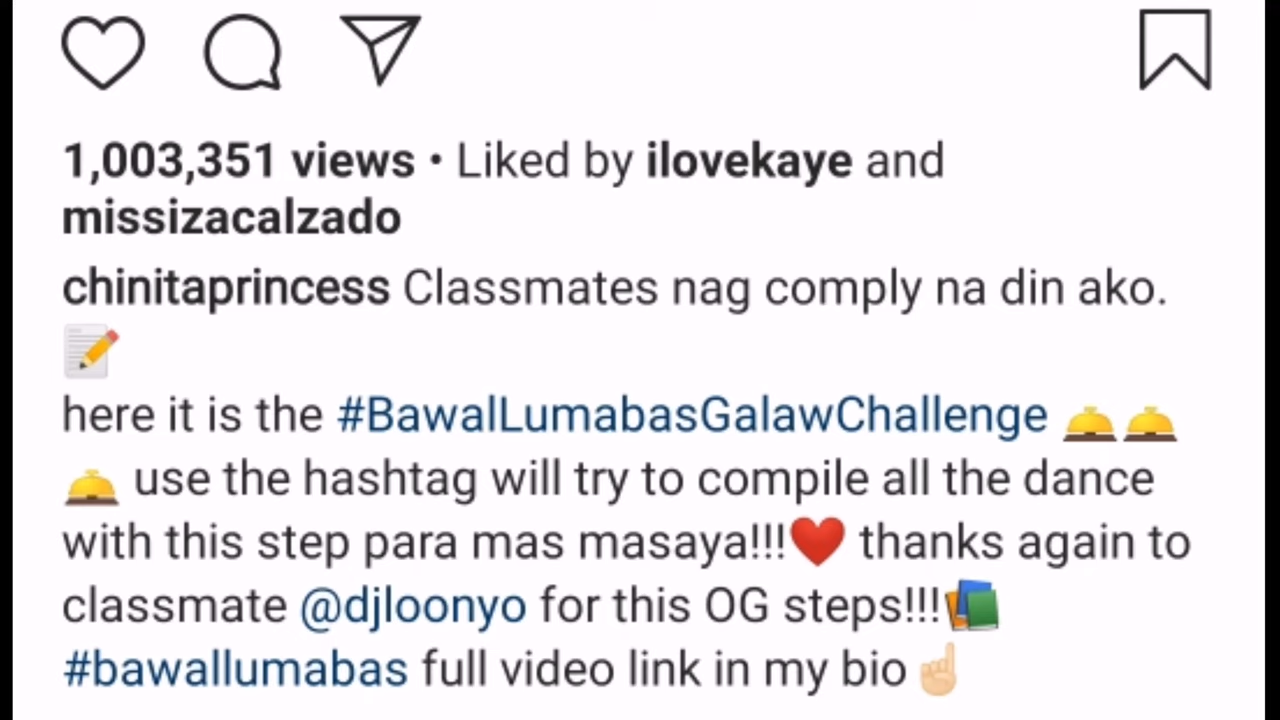 1,003,351 views • Liked by ilovekaye and
missizacalzado
chinitaprincess Classmates nag comply na din ako.
📝
here it is the #BawalLumabasGalawChallenge 🛎️🛎️
🛎️ use the hashtag will try to compile all the dance
with this step para mas masaya!!!❤️ thanks again to
classmate @djloonyo for this OG steps!!!📚
#bawallumabas full video link in my bio☝🏻